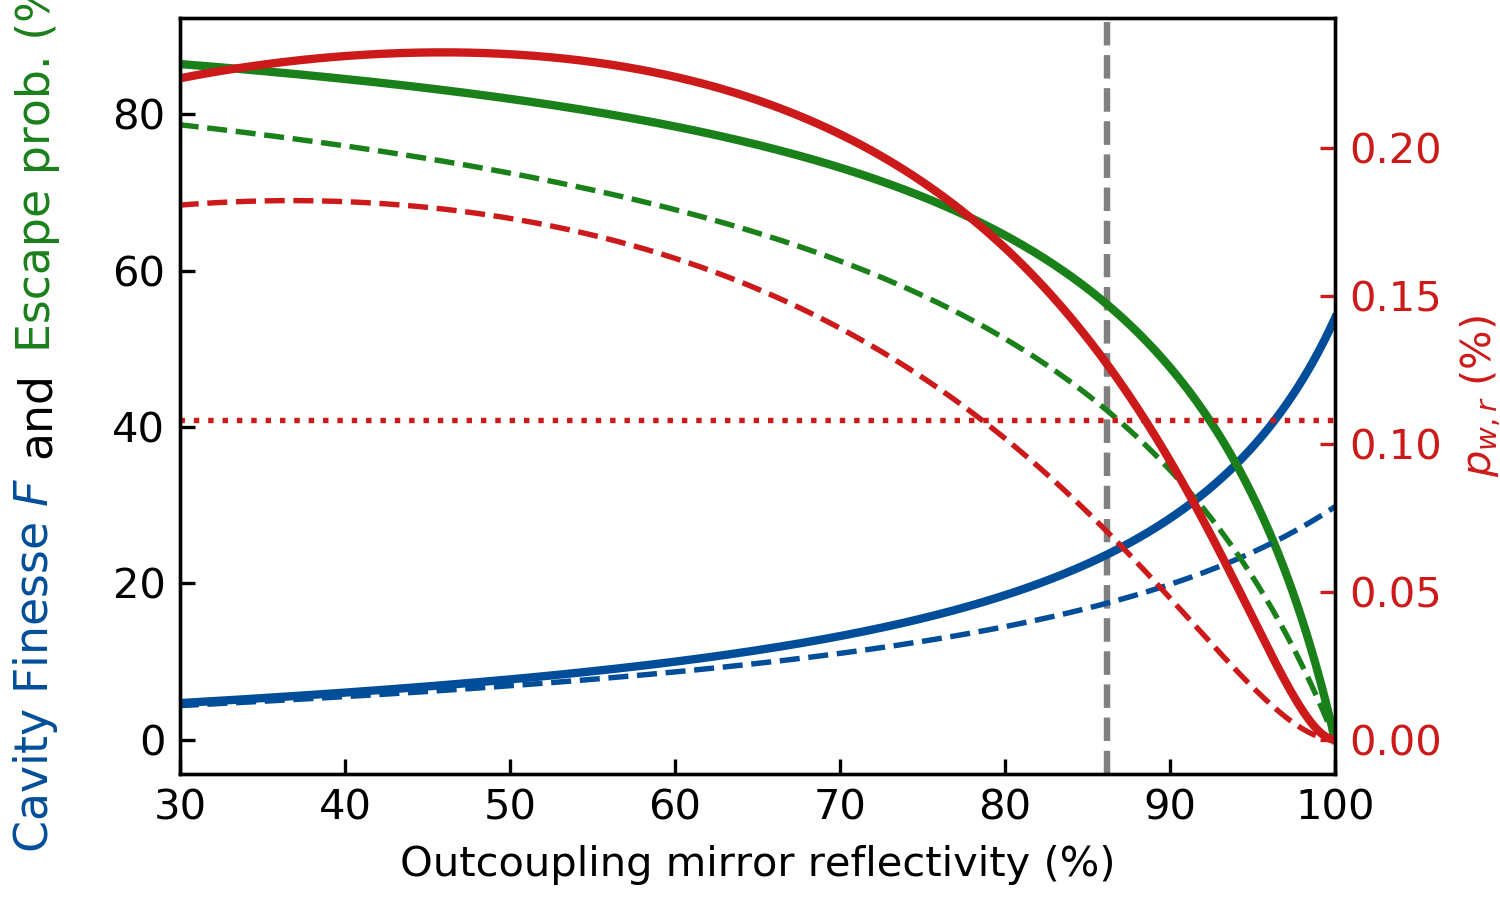 Cavity Finesse F and Escape prob. (%
80
60
40
20
0
30 40 50 60 70 80 90 100
Outcoupling mirror reflectivity (%)
0.20
0.15
0.10
0.05
0.00
p_{w,r} (%)